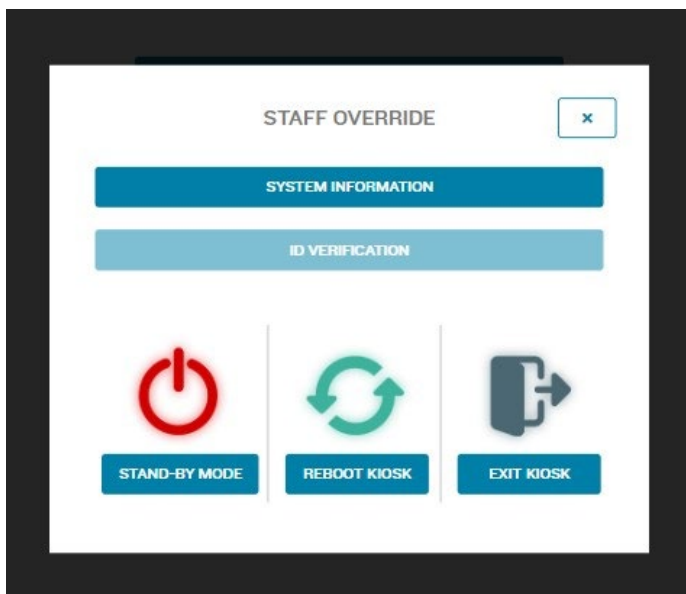 STAFF OVERRIDE
×
SYSTEM INFORMATION
ID VERIFICATION
STAND-BY MODE
REBOOT KIOSK
EXIT KIOSK